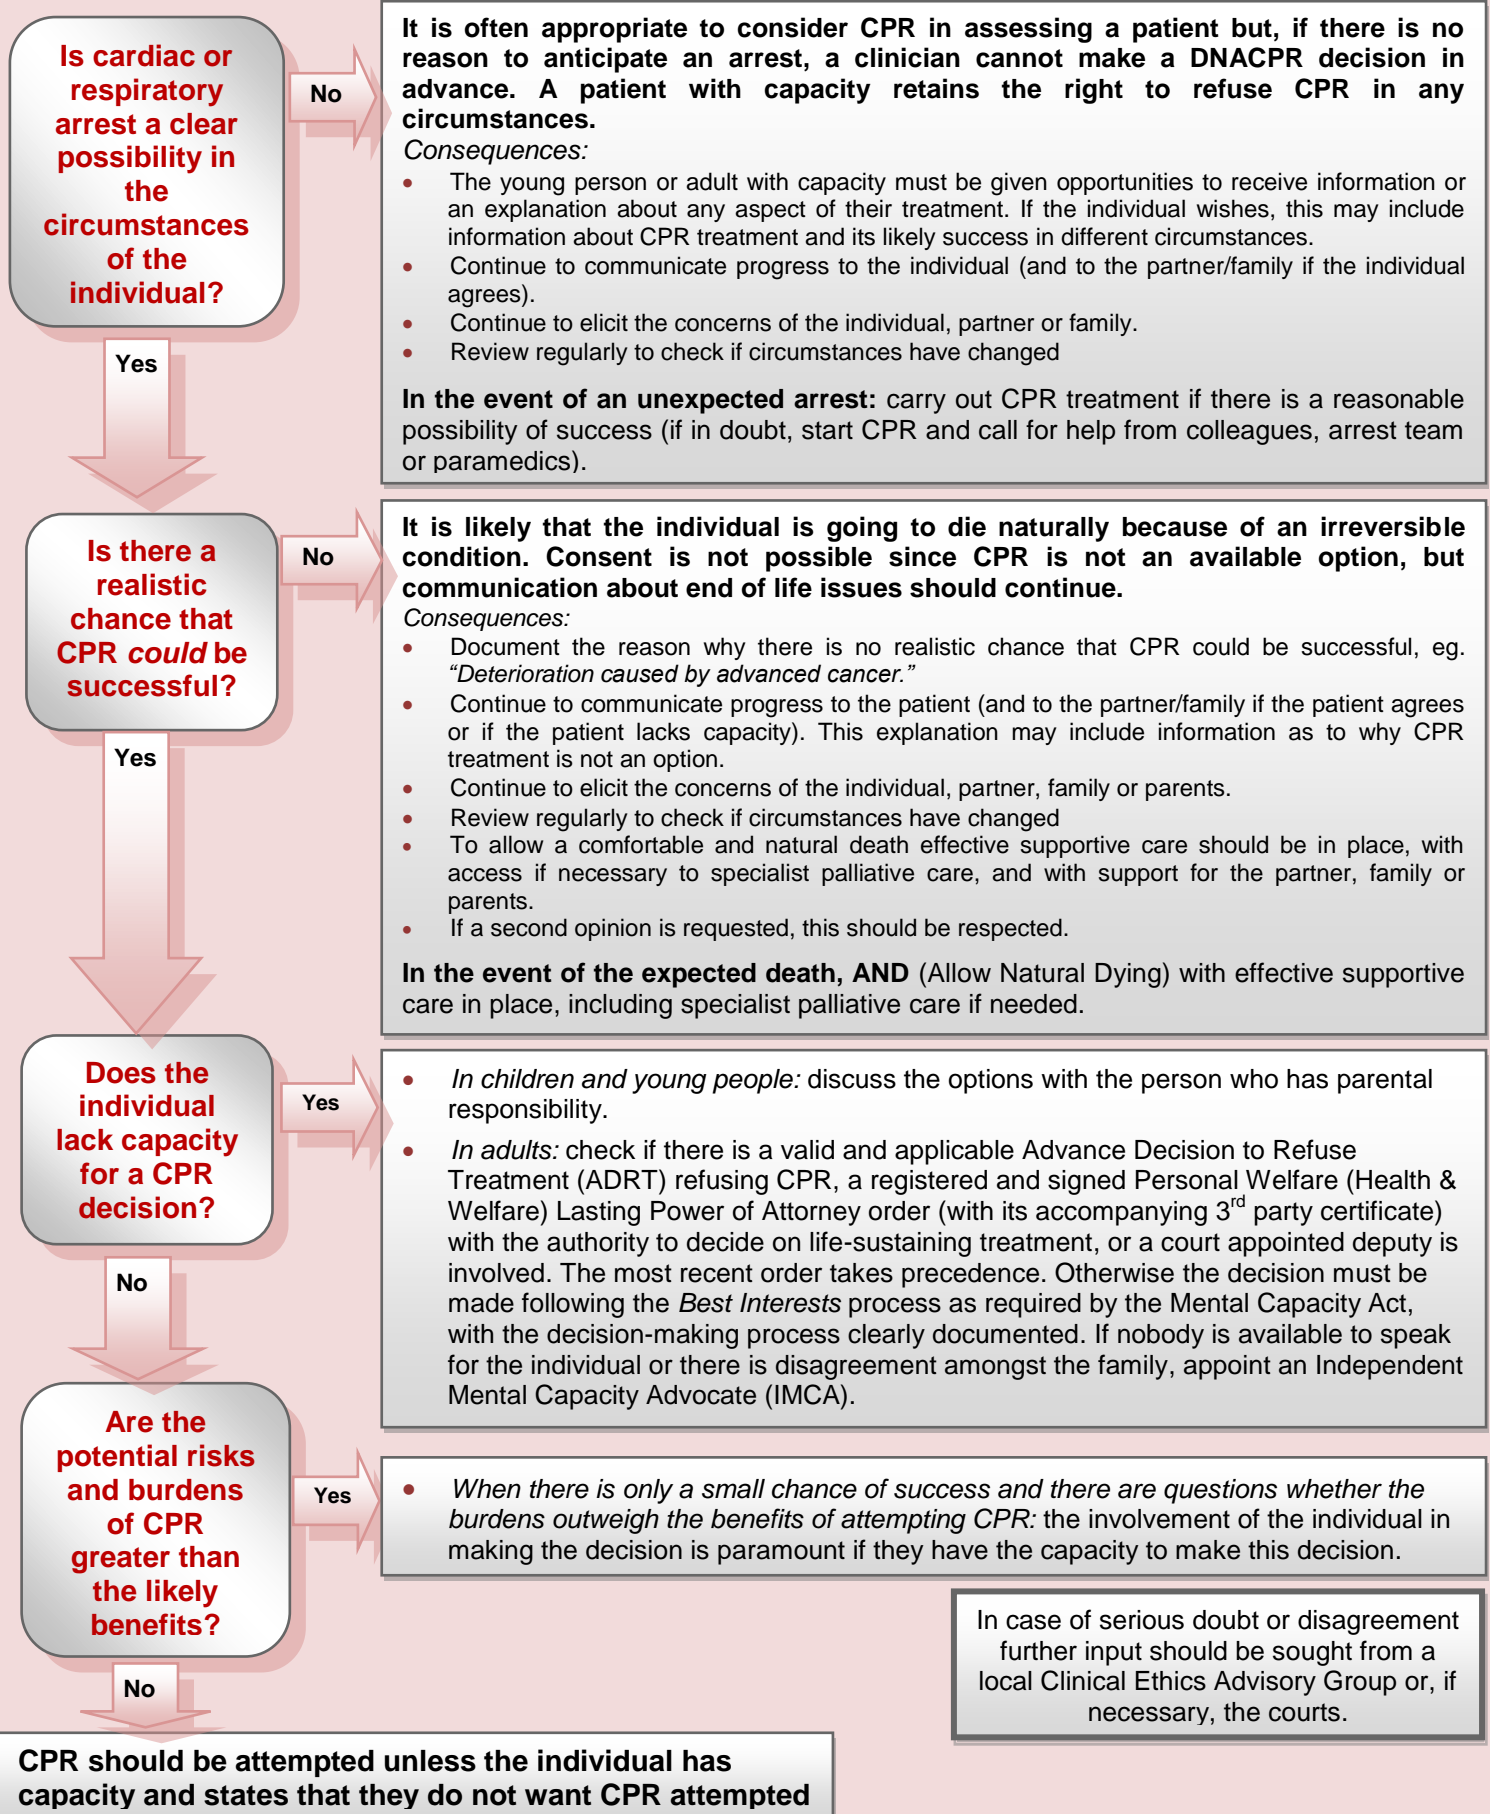 Is cardiac or
respiratory
arrest a clear
possibility in
the
circumstances
of the
individual?
No
It is often appropriate to consider CPR in assessing a patient but, if there is no
reason to anticipate an arrest, a clinician cannot make a DNACPR decision in
advance. A patient with capacity retains the right to refuse CPR in any
circumstances.
Consequences:
• The young person or adult with capacity must be given opportunities to receive information or
an explanation about any aspect of their treatment. If the individual wishes, this may include
information about CPR treatment and its likely success in different circumstances.
• Continue to communicate progress to the individual (and to the partner/family if the individual
agrees).
• Continue to elicit the concerns of the individual, partner or family.
• Review regularly to check if circumstances have changed
In the event of an unexpected arrest: carry out CPR treatment if there is a reasonable
possibility of success (if in doubt, start CPR and call for help from colleagues, arrest team
or paramedics).
Yes
Is there a
realistic
chance that
CPR could be
successful?
No
It is likely that the individual is going to die naturally because of an irreversible
condition. Consent is not possible since CPR is not an available option, but
communication about end of life issues should continue.
Consequences:
• Document the reason why there is no realistic chance that CPR could be successful, eg.
“Deterioration caused by advanced cancer.”
• Continue to communicate progress to the patient (and to the partner/family if the patient agrees
or if the patient lacks capacity). This explanation may include information as to why CPR
treatment is not an option.
• Continue to elicit the concerns of the individual, partner, family or parents.
• Review regularly to check if circumstances have changed
• To allow a comfortable and natural death effective supportive care should be in place, with
access if necessary to specialist palliative care, and with support for the partner, family or
parents.
• If a second opinion is requested, this should be respected.
In the event of the expected death, AND (Allow Natural Dying) with effective supportive
care in place, including specialist palliative care if needed.
Yes
Does the
individual
lack capacity
for a CPR
decision?
Yes
• In children and young people: discuss the options with the person who has parental
responsibility.
• In adults: check if there is a valid and applicable Advance Decision to Refuse
Treatment (ADRT) refusing CPR, a registered and signed Personal Welfare (Health &
Welfare) Lasting Power of Attorney order (with its accompanying 3rd party certificate)
with the authority to decide on life-sustaining treatment, or a court appointed deputy is
involved. The most recent order takes precedence. Otherwise the decision must be
made following the Best Interests process as required by the Mental Capacity Act,
with the decision-making process clearly documented. If nobody is available to speak
for the individual or there is disagreement amongst the family, appoint an Independent
Mental Capacity Advocate (IMCA).
No
Are the
potential risks
and burdens
of CPR
greater than
the likely
benefits?
Yes
• When there is only a small chance of success and there are questions whether the
burdens outweigh the benefits of attempting CPR: the involvement of the individual in
making the decision is paramount if they have the capacity to make this decision.
In case of serious doubt or disagreement
further input should be sought from a
local Clinical Ethics Advisory Group or, if
necessary, the courts.
No
CPR should be attempted unless the individual has
capacity and states that they do not want CPR attempted